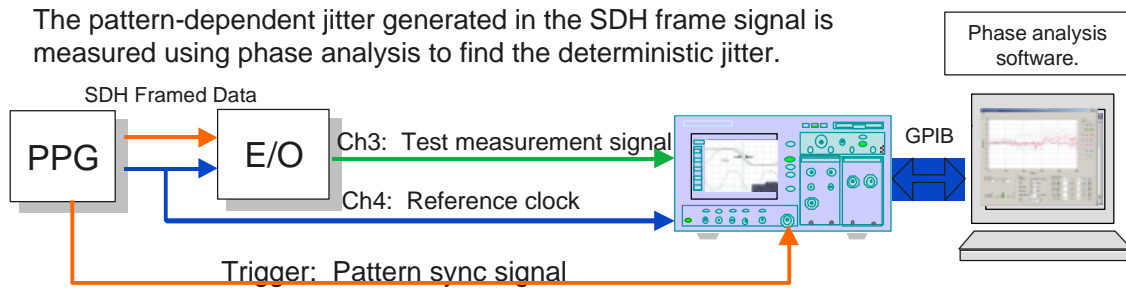 The pattern-dependent jitter generated in the SDH frame signal is
measured using phase analysis to find the deterministic jitter.
Phase analysis
software.
SDH Framed Data
PPG
E/O
Ch3:  Test measurement signal
GPIB
Ch4:  Reference clock
Trigger:  Pattern sync signal